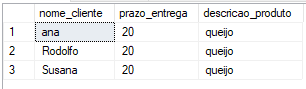 nome_cliente prazo_entrega descricao_produto
1 ana 20 queijo
2 Rodolfo 20 queijo
3 Susana 20 queijo